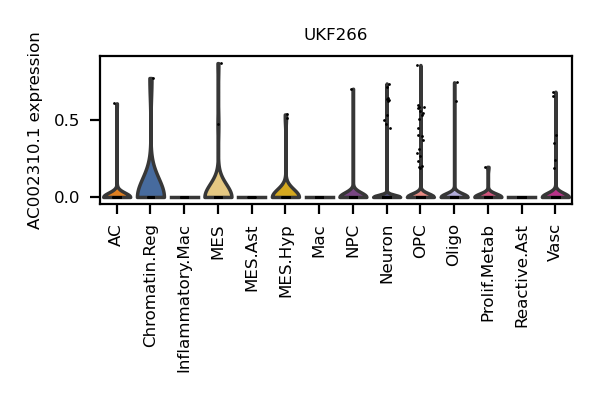 UKF266
AC002310.1 expression
0.5
0.0
AC
Chromatin.Reg
Inflammatory.Mac
MES
MES.Ast
MES.Hyp
Mac
NPC
Neuron
OPC
Oligo
Prolif.Metab
Reactive.Ast
Vasc